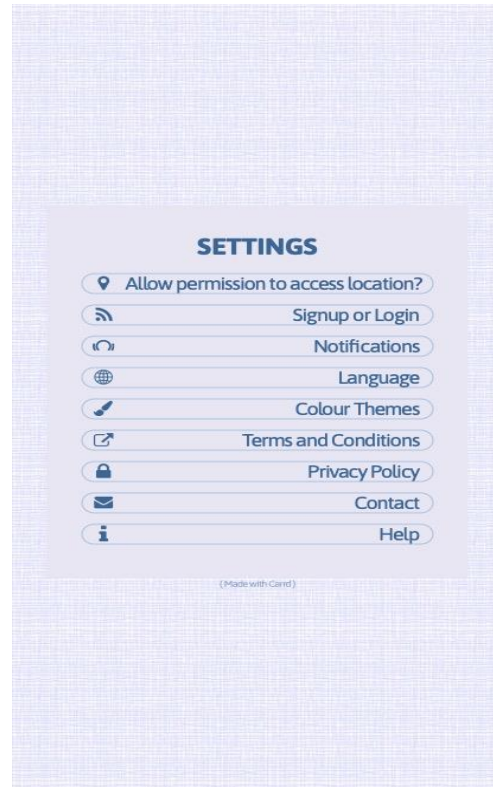 SETTINGS
Allow permission to access location?
Signup or Login
Notifications
Language
Colour Themes
Terms and Conditions
Privacy Policy
Contact
Help
( Made with Carrd )